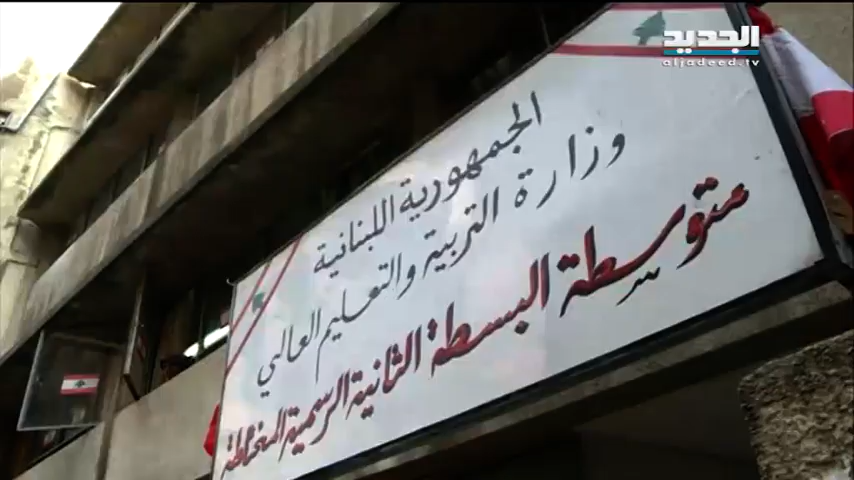 الجديد
aljadeed.tv
الجمهورية اللبنانية
وزارة التربية والتعليم العالي
متوسطة البسطة الثانية الرسمية المختلطة